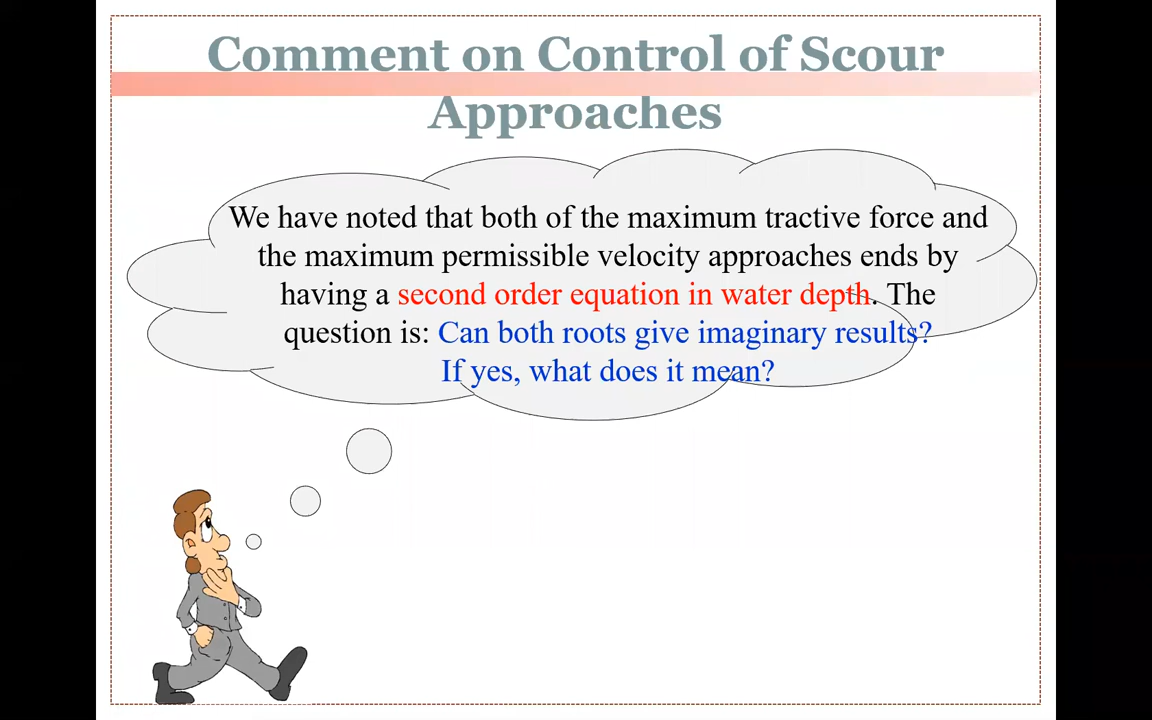 Comment on Control of Scour
Approaches
We have noted that both of the maximum tractive force and
the maximum permissible velocity approaches ends by
having a second order equation in water depth. The
question is: Can both roots give imaginary results?
If yes, what does it mean?